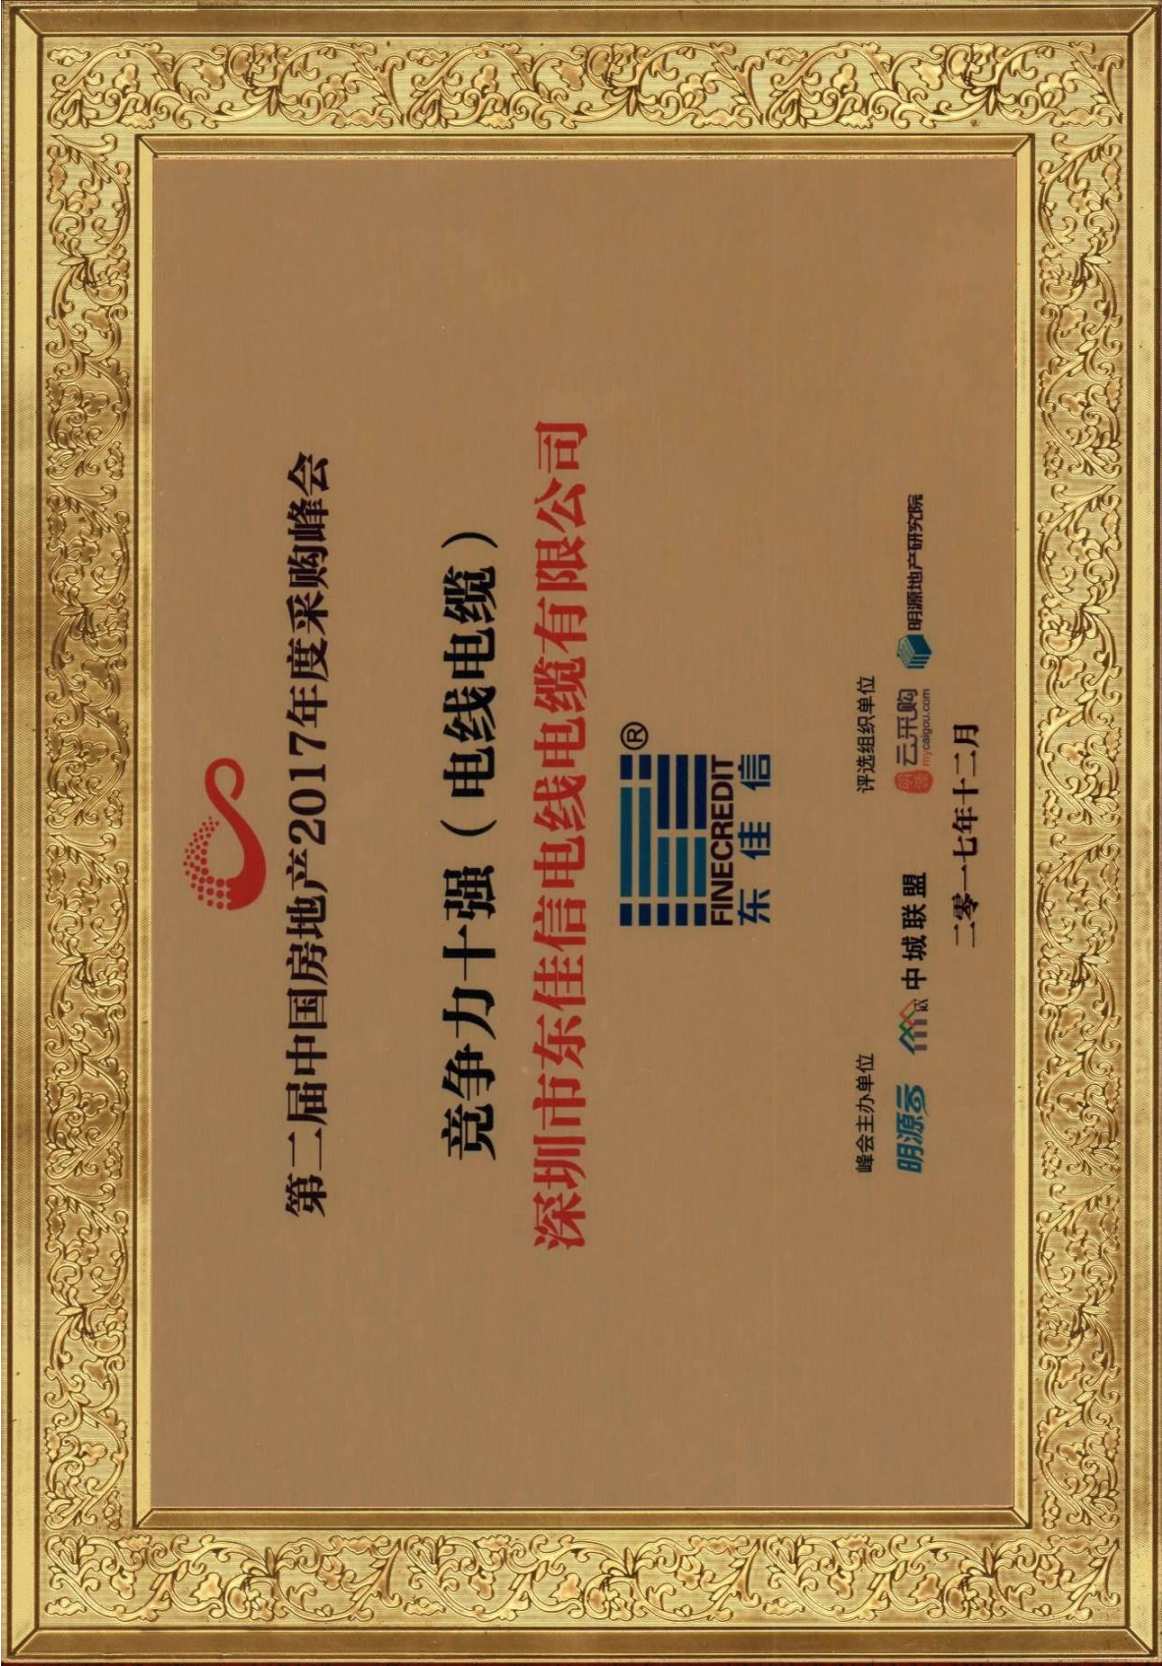 第二届中国房地产2017年度采购峰会
竞争力十强（电线电缆）
深圳市东佳信电线电缆有限公司
®
FINECREDIT
东佳信
峰会主办单位 评选组织单位
明源云 中城联盟 云采购 mycaigou.com 明源地产研究院
二零一七年十二月